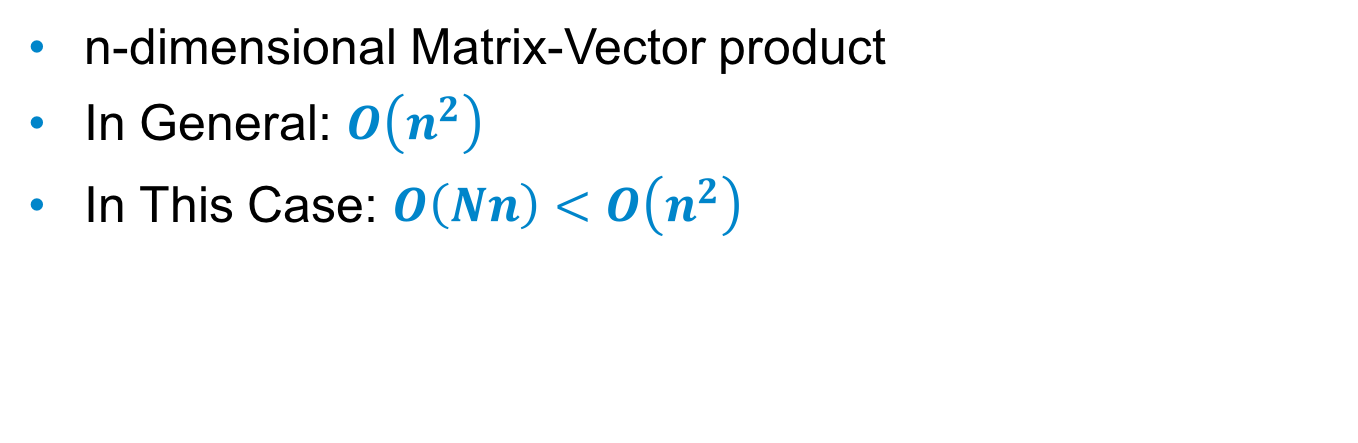 • n-dimensional Matrix-Vector product
• In General: O(n²)
• In This Case: O(Nn) < O(n²)